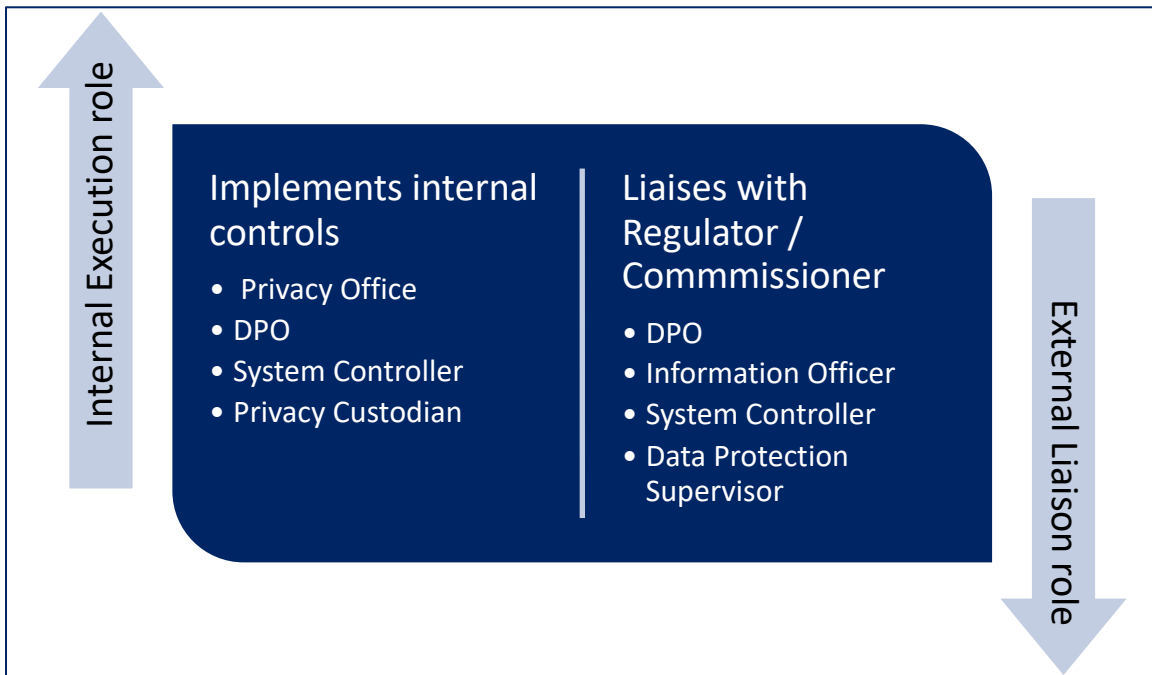 Internal Execution role
Implements internal
controls
• Privacy Office
• DPO
• System Controller
• Privacy Custodian
Liaises with
Regulator /
Commmissioner
• DPO
• Information Officer
• System Controller
• Data Protection
Supervisor
External Liaison role